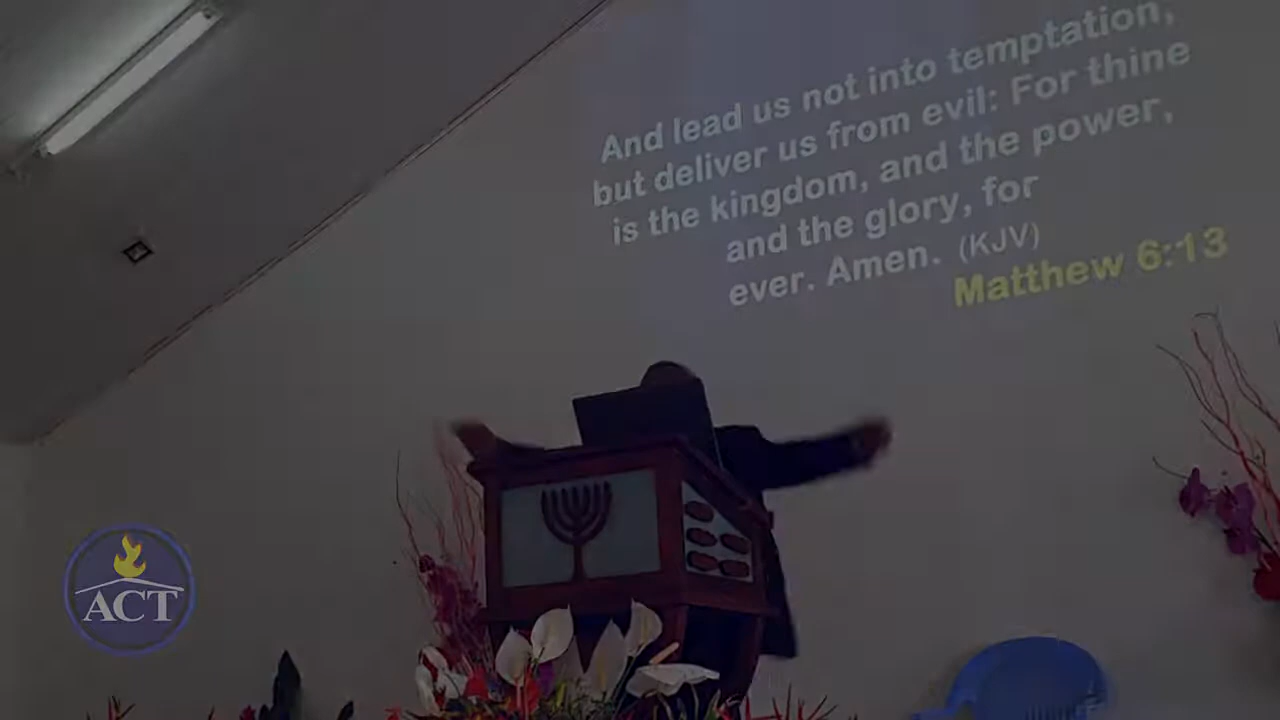 And lead us not into temptation,
but deliver us from evil: For thine
is the kingdom, and the power,
and the glory, for
ever. Amen. (KJV)
Matthew 6:13
ACT